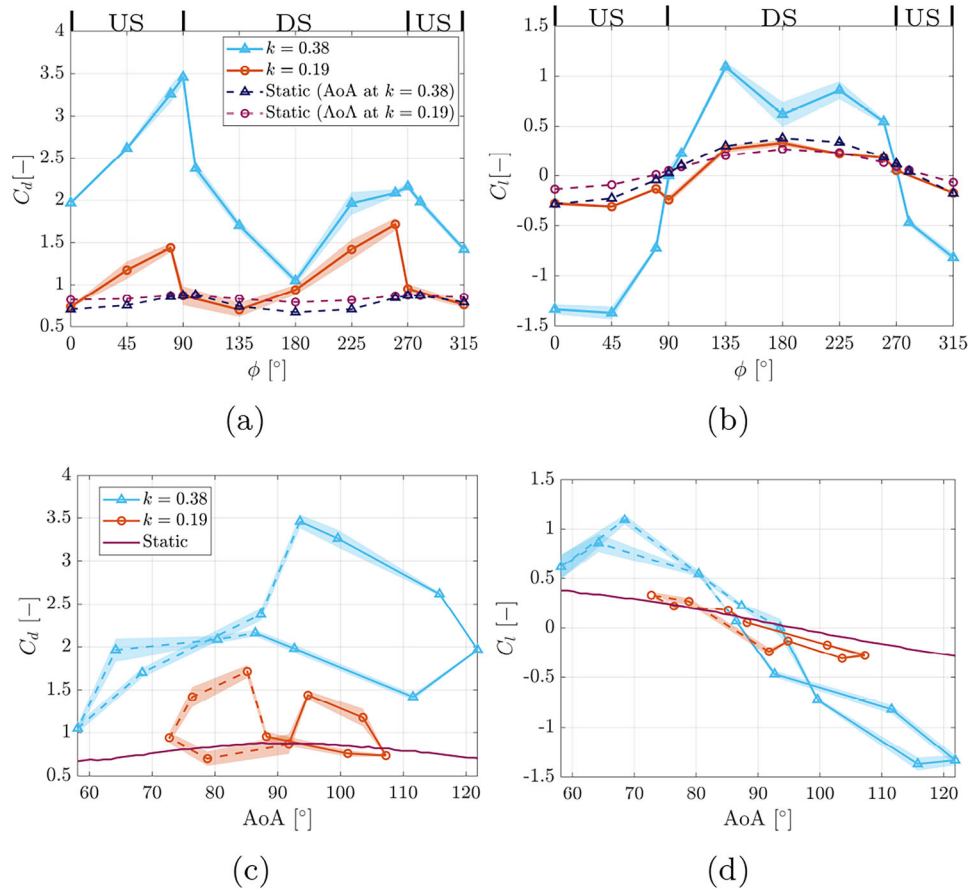 US DS US
4
3.5
3
2.5
2
1.5
1
0.5
C_d[−]
0 45 90 135 180 225 270 315
ϕ [°]
k = 0.38
k = 0.19
Static (AoA at k = 0.38)
Static (AoA at k = 0.19)
(a)
US DS US
1.5
1
0.5
0
-0.5
-1
-1.5
C_l[−]
0 45 90 135 180 225 270 315
ϕ [°]
(b)
4
3.5
3
2.5
2
1.5
1
0.5
C_d [−]
k = 0.38
k = 0.19
Static
60 70 80 90 100 110 120
AoA [°]
(c)
1.5
1
0.5
0
-0.5
-1
-1.5
C_l [−]
60 70 80 90 100 110 120
AoA [°]
(d)